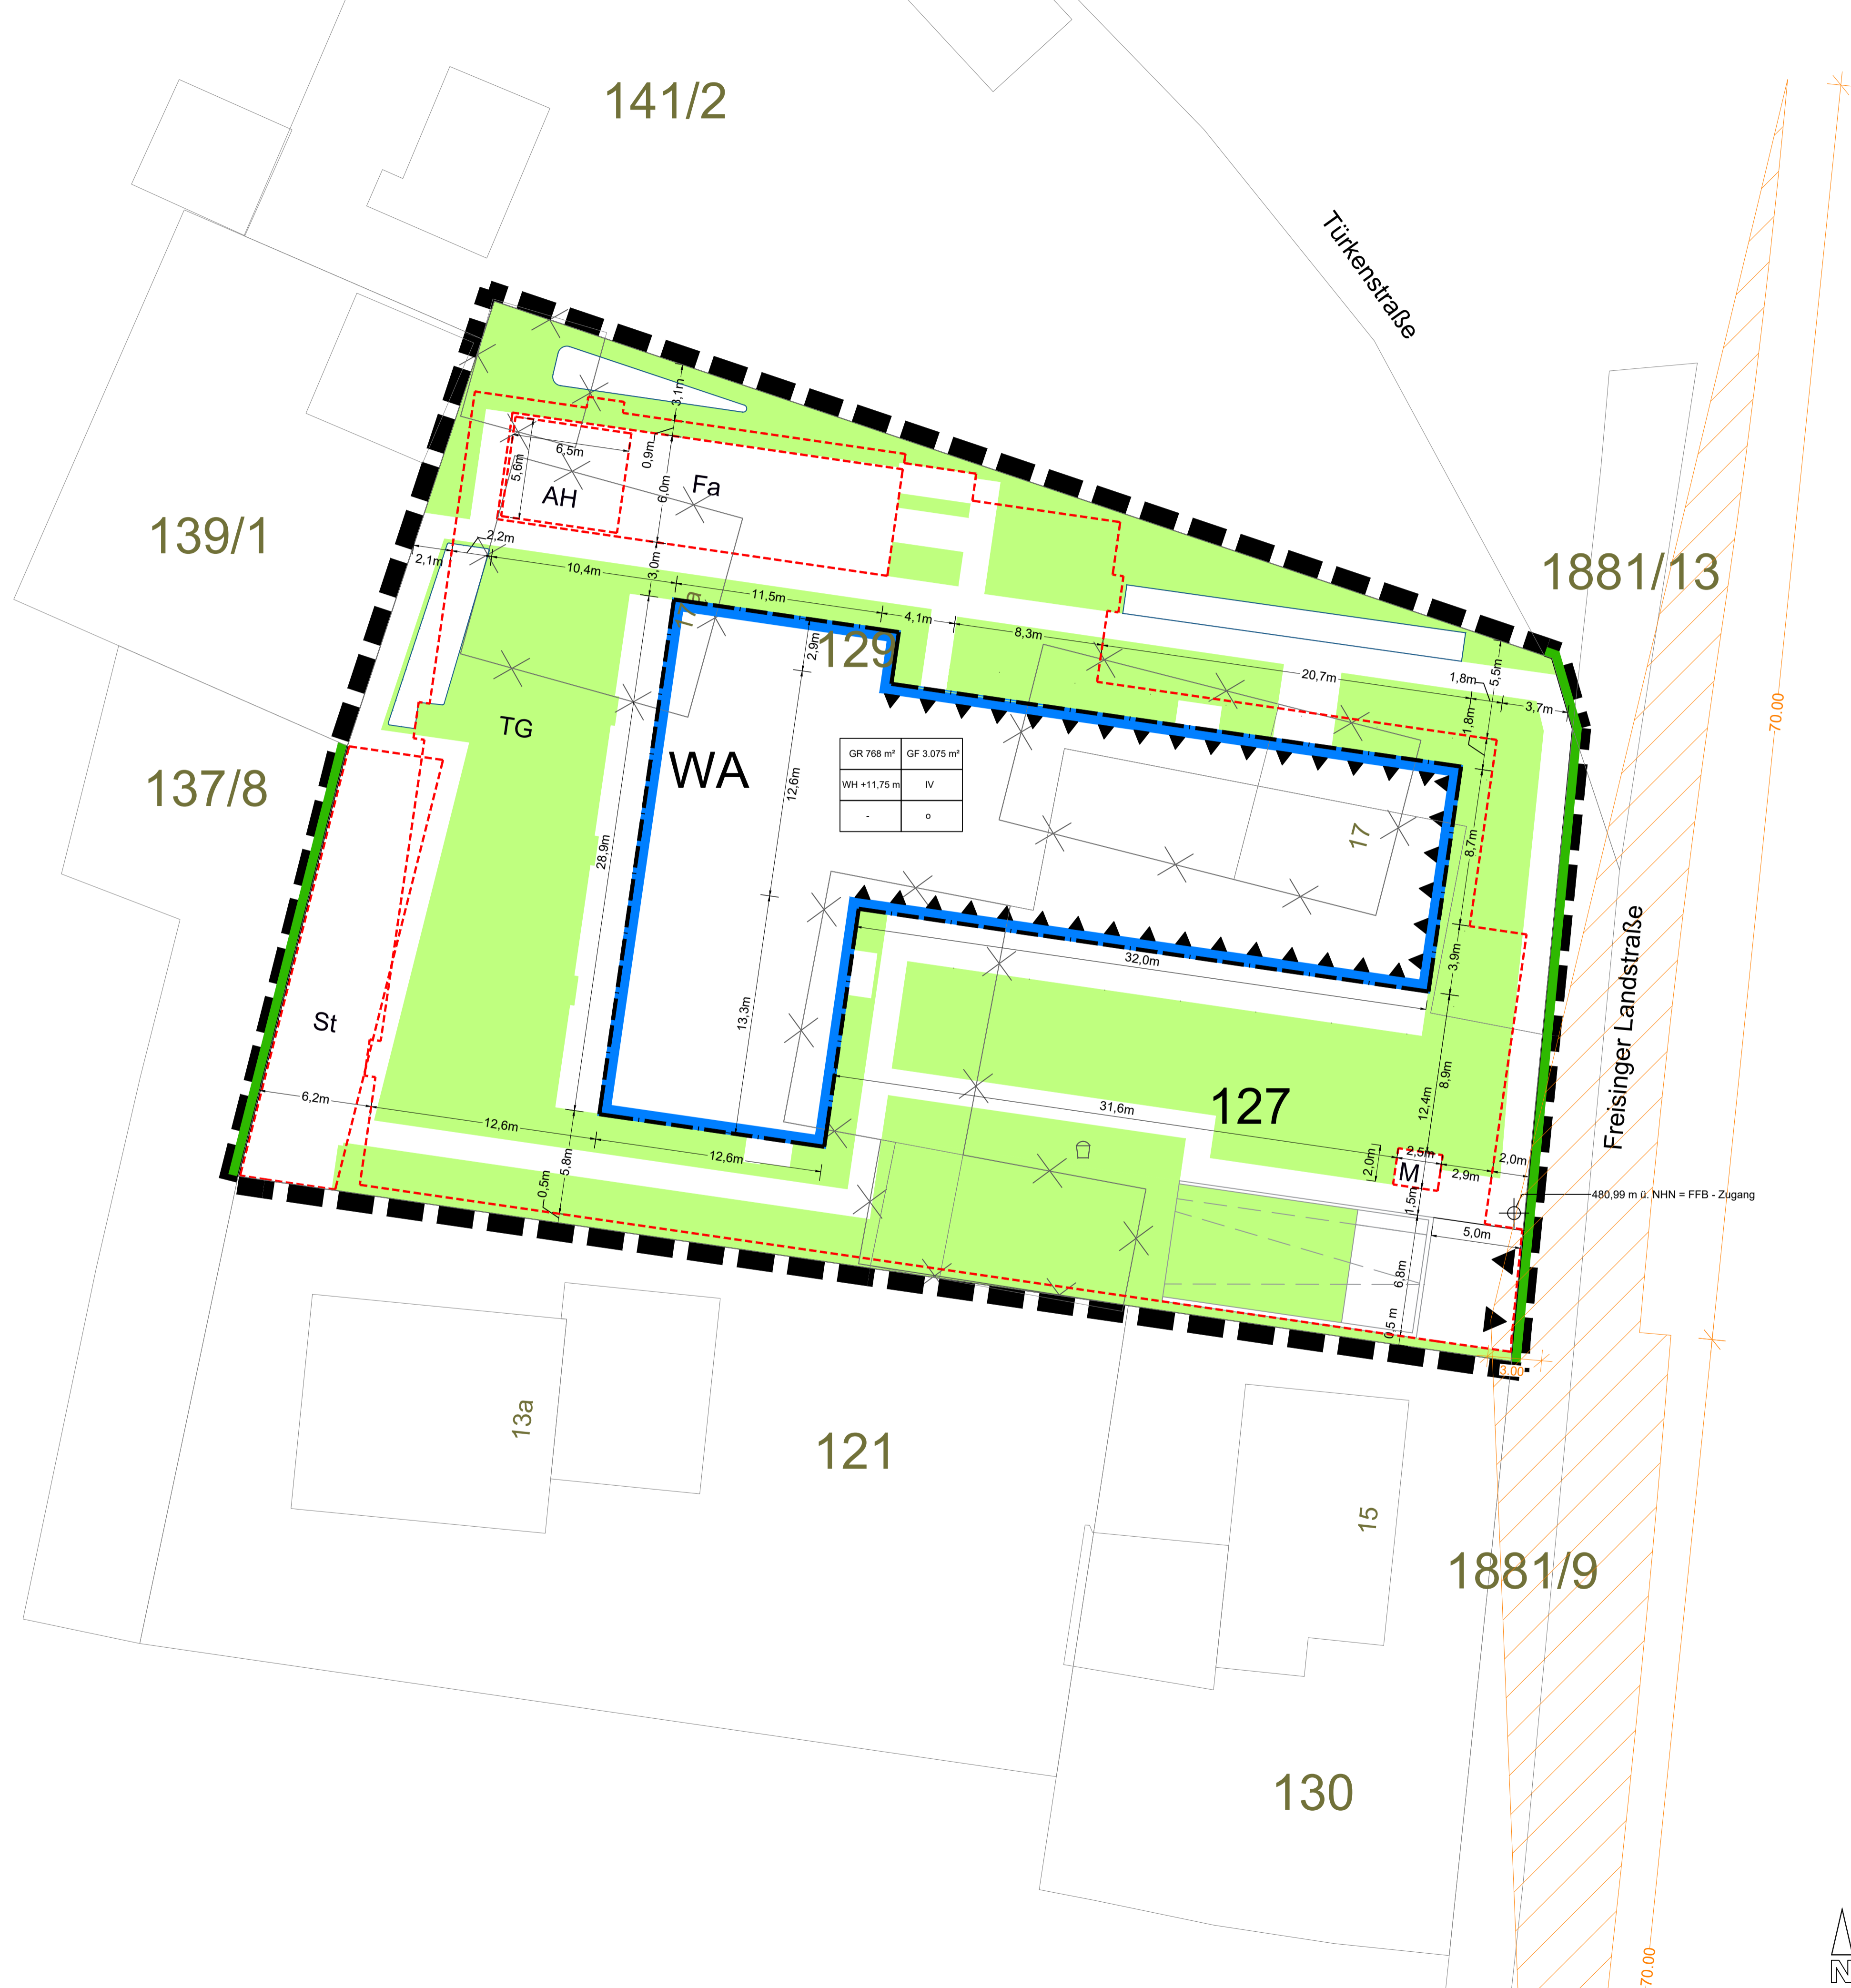 141/2
Türkenstraße
3,1m
70.00
6,5m
0,9m
5,6m
6,0m
Fa
AH
139/1
2,2m
2,1m
10,4m
3,0m
1881/13
11,5m
17a
4,1m
129
2,9m
8,3m
20,7m
1,8m
5,5m
3,7m
1,8m
TG
WA
GR 768 m² GF 3.075 m²
WH +11,75 m IV
- o
137/8
12,6m
17
8,7m
28,9m
Freisinger Landstraße
32,0m
3,9m
13,3m
St
8,9m
6,2m
12,4m
31,6m
127
12,6m
12,6m
5,8m
0,5m
2,0m
2,5m
M
2,9m
2,0m
1,5m
480,99 m ü. NHN = FFB - Zugang
5,0m
6,8m
0,5 m
3.00
13a
121
15
1881/9
130
70.00
N